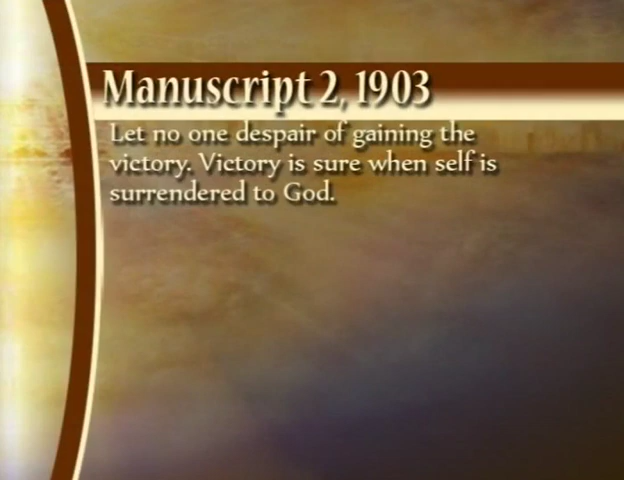 Manuscript 2, 1903
Let no one despair of gaining the
victory. Victory is sure when self is
surrendered to God.